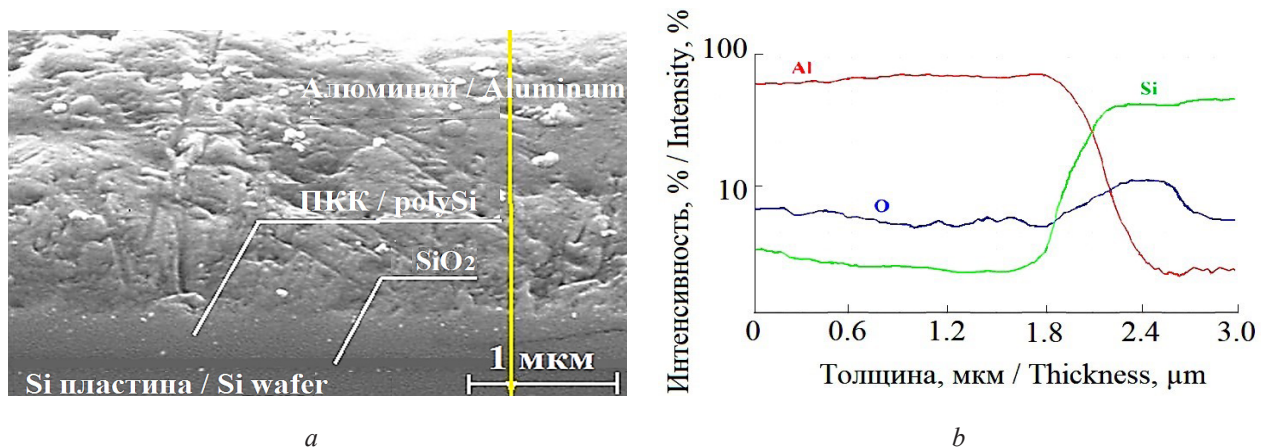 Алюминий / Aluminum
ПКК / polySi
SiO2
1 мкм
Si пластина / Si wafer
a
Интенсивность, % / Intensity, %
100
10
Al
Si
O
0
0.6
1.2
1.8
2.4
3.0
Толщина, мкм / Thickness, µm
b